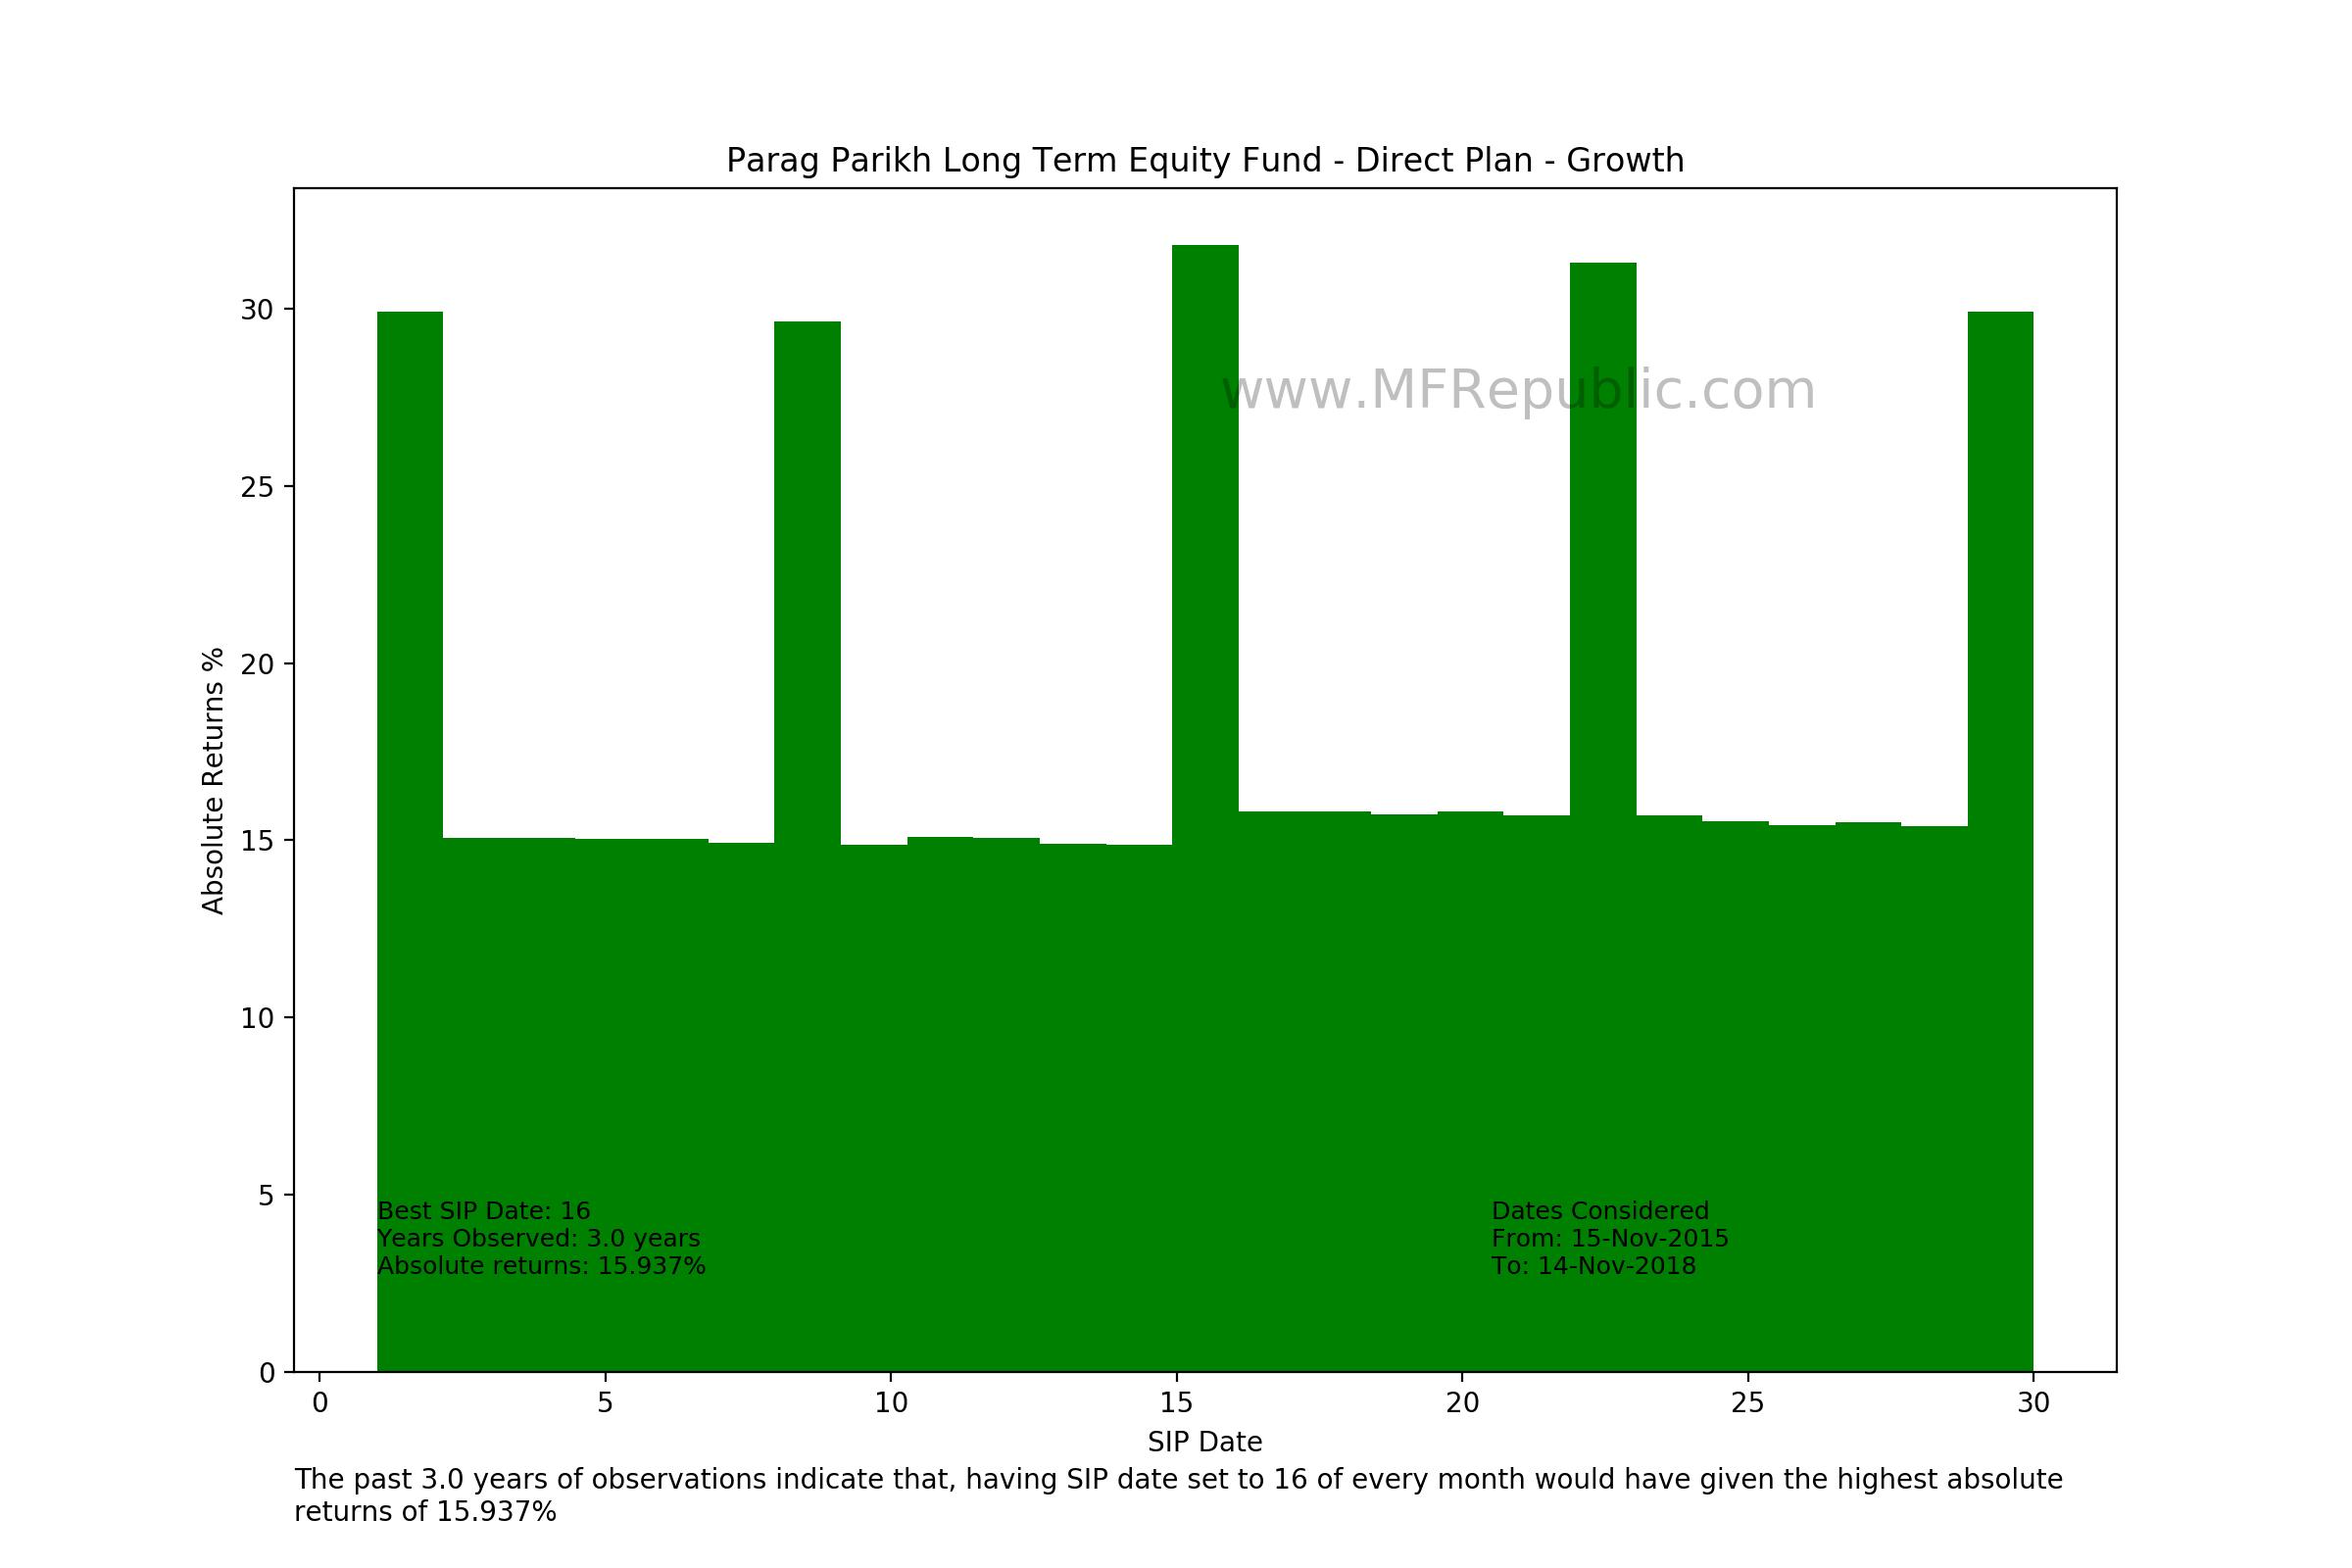 Parag Parikh Long Term Equity Fund - Direct Plan - Growth
30
25
20
15
10
5
0
Absolute Returns %
www.MFRepublic.com
Best SIP Date: 16
Years Observed: 3.0 years
Absolute returns: 15.937%
Dates Considered
From: 15-Nov-2015
To: 14-Nov-2018
0 5 10 15 20 25 30
SIP Date
The past 3.0 years of observations indicate that, having SIP date set to 16 of every month would have given the highest absolute
returns of 15.937%